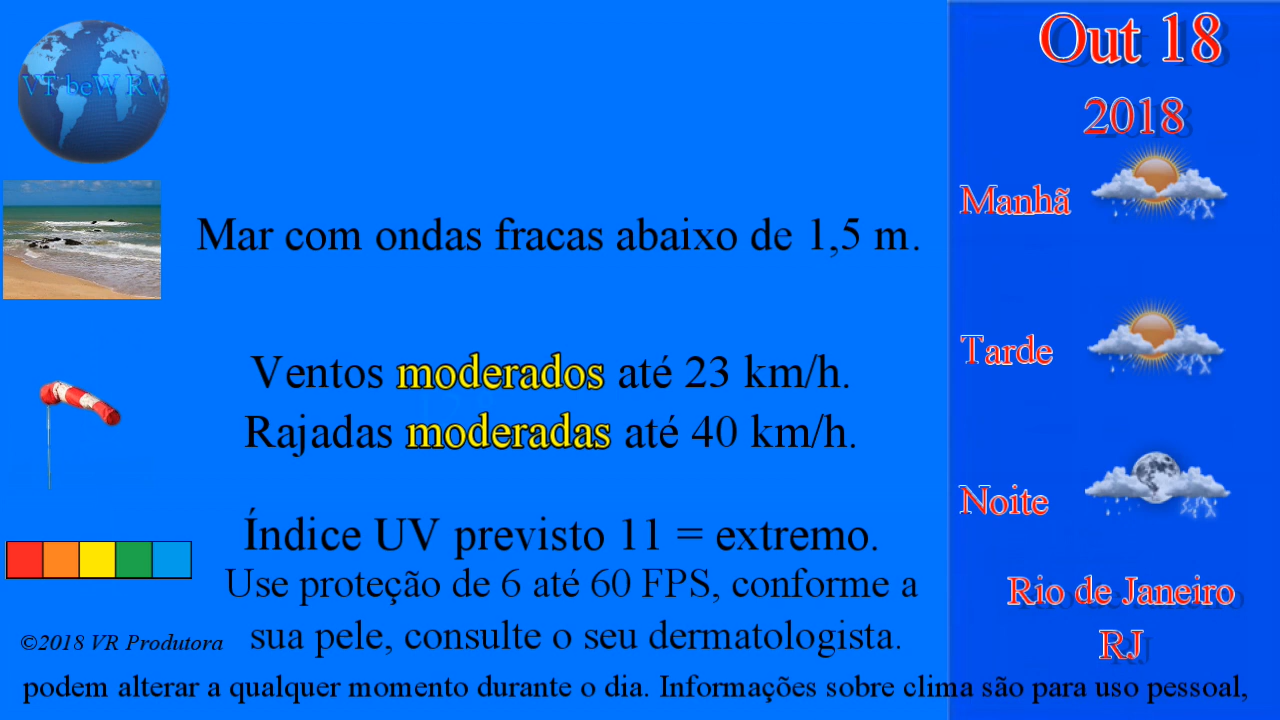 VT beW RV
Mar com ondas fracas abaixo de 1,5 m.
Ventos moderados até 23 km/h.
Rajadas moderadas até 40 km/h.
Índice UV previsto 11 = extremo.
Use proteção de 6 até 60 FPS, conforme a
sua pele, consulte o seu dermatologista.
©2018 VR Produtora
podem alterar a qualquer momento durante o dia. Informações sobre clima são para uso pessoal,
Out 18
2018
Manhã
Tarde
Noite
Rio de Janeiro
RJ